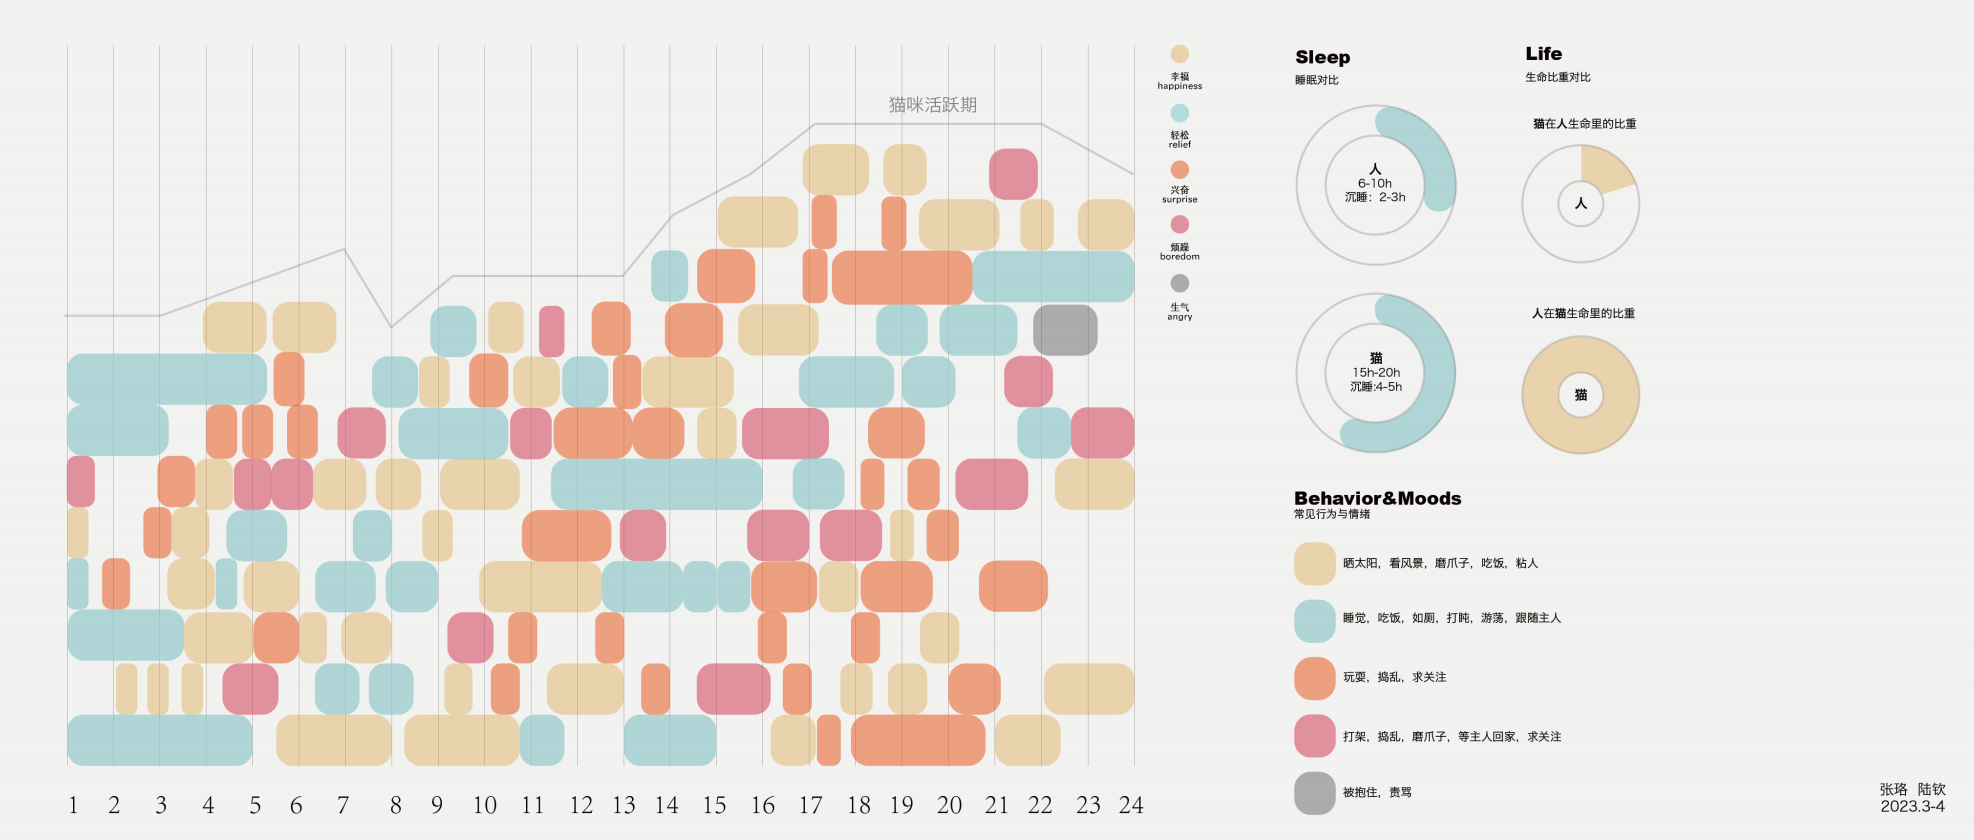 猫咪活跃期
1 2 3 4 5 6 7 8 9 10 11 12 13 14 15 16 17 18 19 20 21 22 23 24
幸福
happiness
轻松
relief
兴奋
surprise
烦躁
boredom
生气
angry
Sleep
睡眠对比
人
6-10h
沉睡：2-3h
猫
15h-20h
沉睡:4-5h
Life
生命比重对比
猫在人生命里的比重
人
人在猫生命里的比重
猫
Behavior&Moods
常见行为与情绪
晒太阳，看风景，磨爪子，吃饭，粘人
睡觉，吃饭，如厕，打盹，游荡，跟随主人
玩耍，捣乱，求关注
打架，捣乱，磨爪子，等主人回家，求关注
被抱住，责骂
张珞 陆钦
2023.3-4